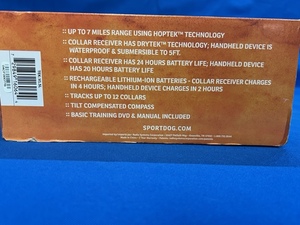 : UP TO 7 MILES RANGE USING HOPTEK™ TECHNOLOGY
: COLLAR RECEIVER HAS DRYTEK™ TECHNOLOGY; HANDHELD DEVICE IS
WATERPROOF & SUBMERSIBLE TO 5FT.
: COLLAR RECEIVER HAS 24 HOURS BATTERY LIFE; HANDHELD
HAS 20 HOURS BATTERY LIFE
: RECHARGEABLE LITHIUM-ION BATTERIES - COLLAR RECEIVER CHARGES
IN 4 HOURS; HANDHELD DEVICE CHARGES IN 2 HOURS
: TRACKS UP TO 12 COLLARS
: TILT COMPENSATED COMPASS
: BASIC TRAINING DVD & MANUAL INCLUDED
SPORTDOG.COM